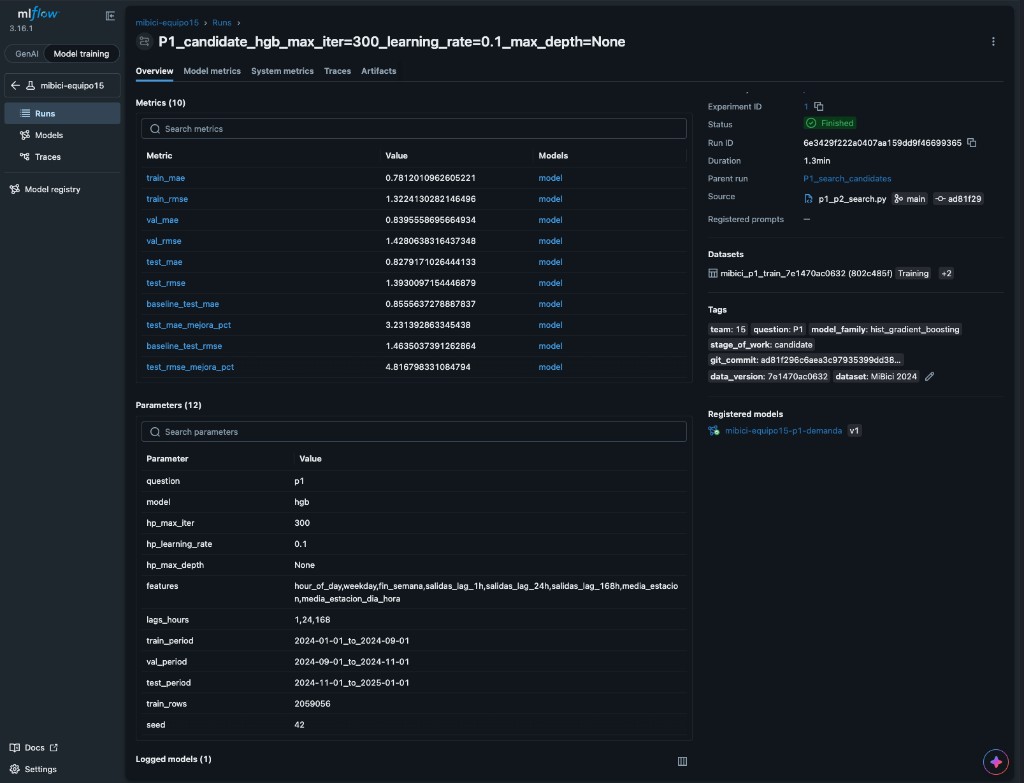 mlflow
3.16.1
GenAI Model training
mibici-equipo15
Runs
Models
Traces
Model registry
Docs
Settings
mibici-equipo15 › Runs ›
P1_candidate_hgb_max_iter=300_learning_rate=0.1_max_depth=None
Overview Model metrics System metrics Traces Artifacts
Metrics (10)
Search metrics
Metric Value Models
train_mae 0.7812010962605221 model
train_rmse 1.3224130282146496 model
val_mae 0.8395558695664934 model
val_rmse 1.4280638316437348 model
test_mae 0.8279171026444133 model
test_rmse 1.3930097154446879 model
baseline_test_mae 0.8555637278887837 model
test_mae_mejora_pct 3.231392863345438 model
baseline_test_rmse 1.4635037391262864 model
test_rmse_mejora_pct 4.816798331084794 model
Parameters (12)
Search parameters
Parameter Value
question p1
model hgb
hp_max_iter 300
hp_learning_rate 0.1
hp_max_depth None
features hour_of_day,weekday,fin_semana,salidas_lag_1h,salidas_lag_24h,salidas_lag_168h,media_estacio
n,media_estacion_dia_hora
lags_hours 1,24,168
train_period 2024-01-01_to_2024-09-01
val_period 2024-09-01_to_2024-11-01
test_period 2024-11-01_to_2025-01-01
train_rows 2059056
seed 42
Logged models (1)
Experiment ID 1
Status Finished
Run ID 6e3429f222a0407aa159dd9f46699365
Duration 1.3min
Parent run P1_search_candidates
Source p1_p2_search.py main ad81f29
Registered prompts —
Datasets
mibici_p1_train_7e1470ac0632 (802c485f) Training +2
Tags
team: 15 question: P1 model_family: hist_gradient_boosting
stage_of_work: candidate
git_commit: ad81f296c6aea3c97935399dd38...
data_version: 7e1470ac0632 dataset: MiBici 2024
Registered models
mibici-equipo15-p1-demanda v1